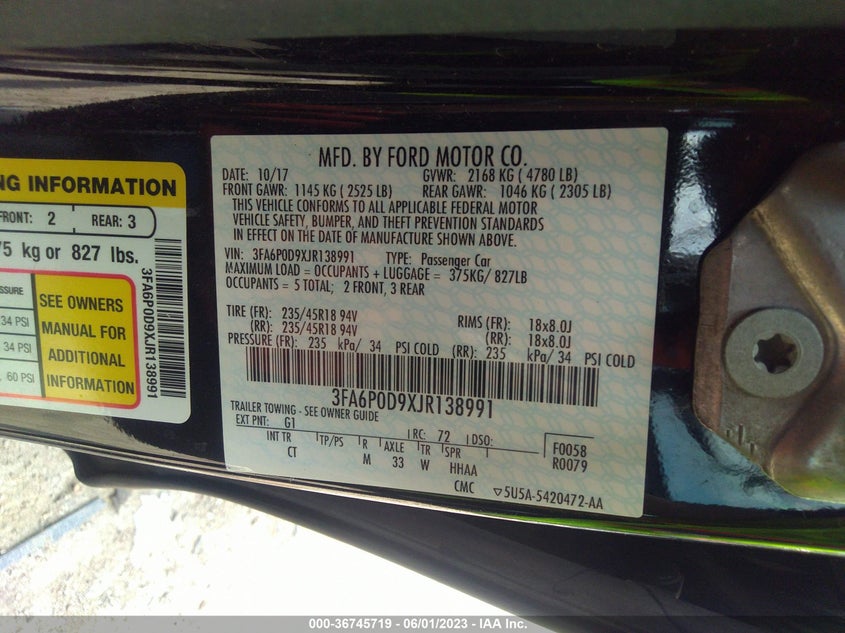 MFD. BY FORD MOTOR CO.
DATE: 10/17 GVWR: 2168 KG ( 4780 LB)
FRONT GAWR: 1145 KG ( 2525 LB) REAR GAWR: 1046 KG ( 2305 LB)
THIS VEHICLE CONFORMS TO ALL APPLICABLE FEDERAL MOTOR
VEHICLE SAFETY, BUMPER, AND THEFT PREVENTION STANDARDS
IN EFFECT ON THE DATE OF MANUFACTURE SHOWN ABOVE.
VIN: 3FA6P0D9XJR138991 TYPE: Passenger Car
MAXIMUM LOAD = OCCUPANTS + LUGGAGE = 375KG/ 827LB
OCCUPANTS = 5 TOTAL; 2 FRONT, 3 REAR
TIRE (FR): 235/45R18 94V RIMS (FR): 18x8.0J
(RR): 235/45R18 94V (RR): 18x8.0J
PRESSURE (FR): 235 kPa/ 34 PSI COLD (RR): 235 kPa/ 34 PSI COLD
3FA6P0D9XJR138991
TRAILER TOWING - SEE OWNER GUIDE
EXT PNT: G1 RC: 72 DSO: F0058
INT TR TP/PS R AXLE TR SPR R0079
CT M 33 W HHAA
CMC ▽5U5A-5420472-AA
NG INFORMATION
FRONT: 2 REAR: 3
75 kg or 827 lbs.
SSURE
34 PSI
34 PSI
60 PSI
SEE OWNERS
MANUAL FOR
ADDITIONAL
INFORMATION
3FA6P0D9XJR138991
000-36745719 - 06/01/2023 - IAA Inc.